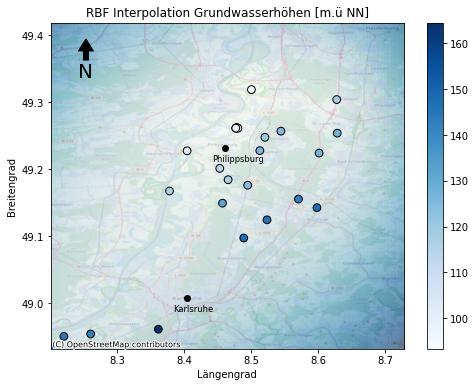 RBF Interpolation Grundwasserhöhen [m.ü NN]
49.4
49.3
49.2
49.1
49.0
Breitengrad
N
Philippsburg
Karlsruhe
(C) OpenStreetMap contributors
8.3
8.4
8.5
8.6
8.7
Längengrad
160
150
140
130
120
110
100